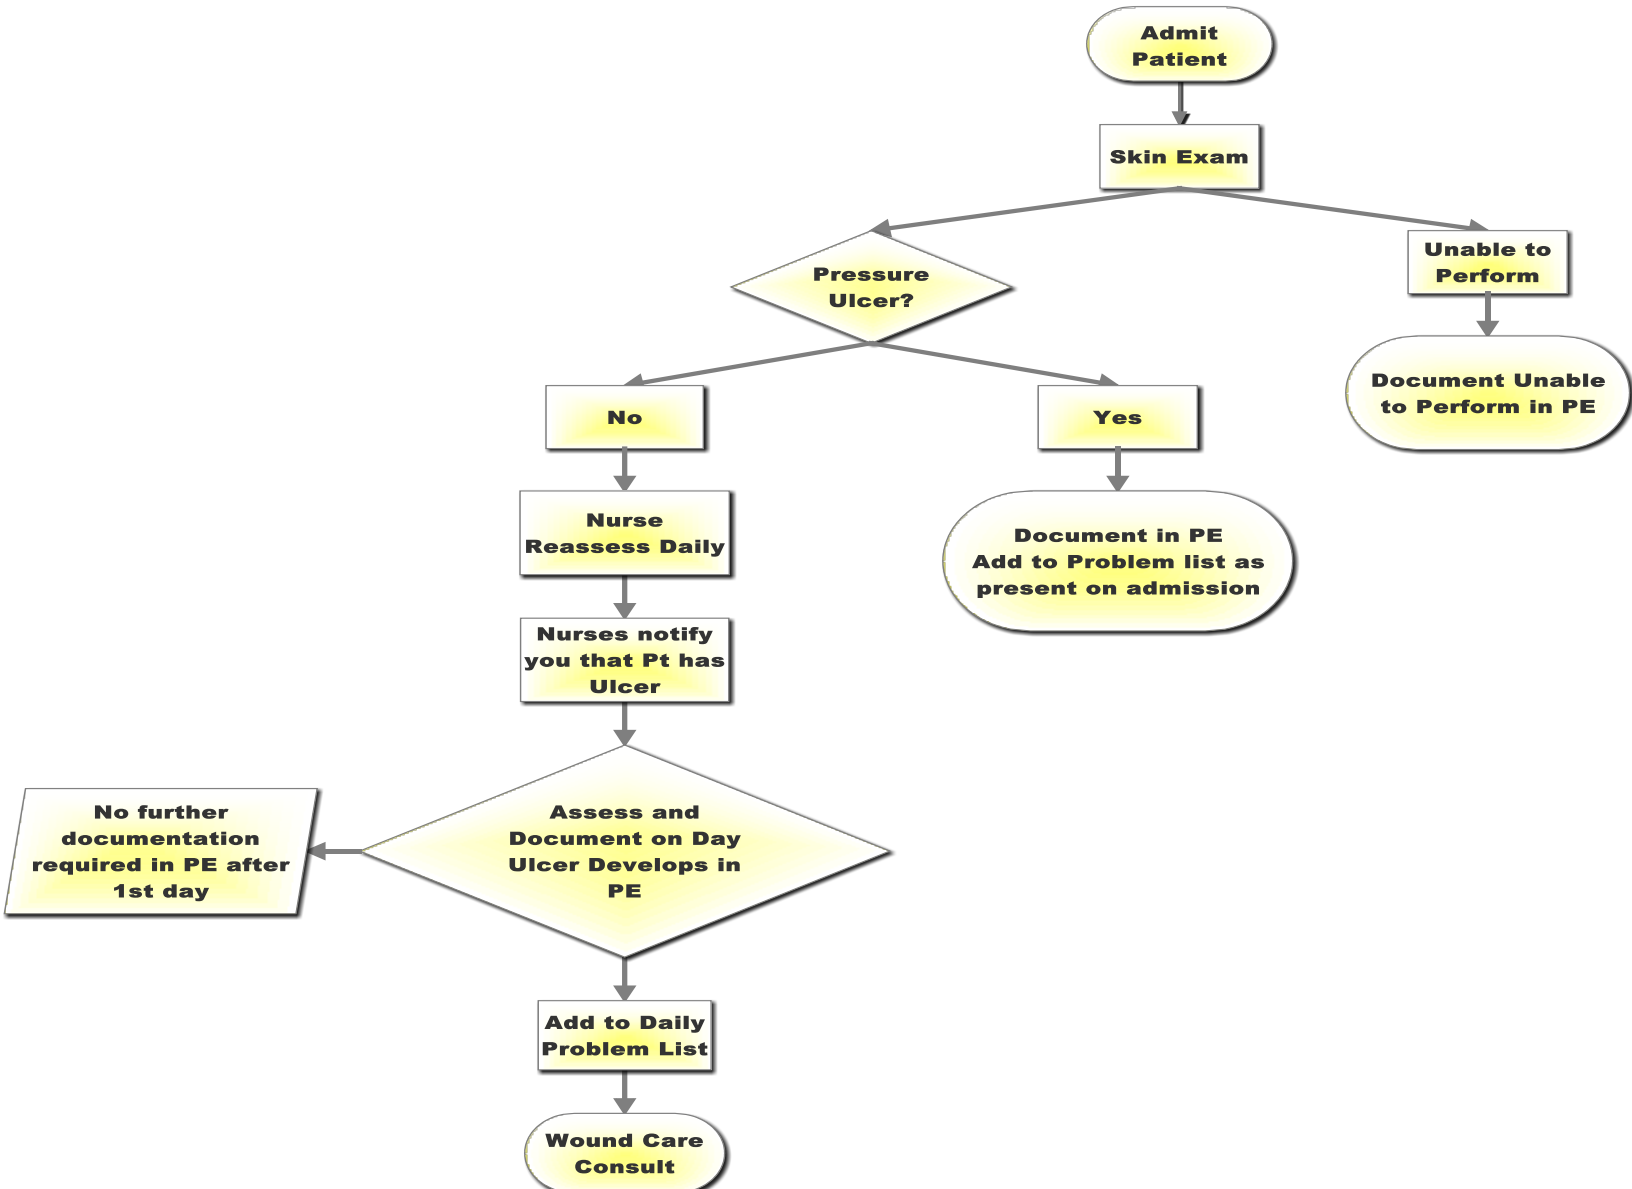 Admit
Patient
Skin Exam
Pressure
Ulcer?
Unable to
Perform
Document Unable
to Perform in PE
No
Yes
Nurse
Reassess Daily
Document in PE
Add to Problem list as
present on admission
Nurses notify
you that Pt has
Ulcer
Assess and
Document on Day
Ulcer Develops in
PE
No further
documentation
required in PE after
1st day
Add to Daily
Problem List
Wound Care
Consult